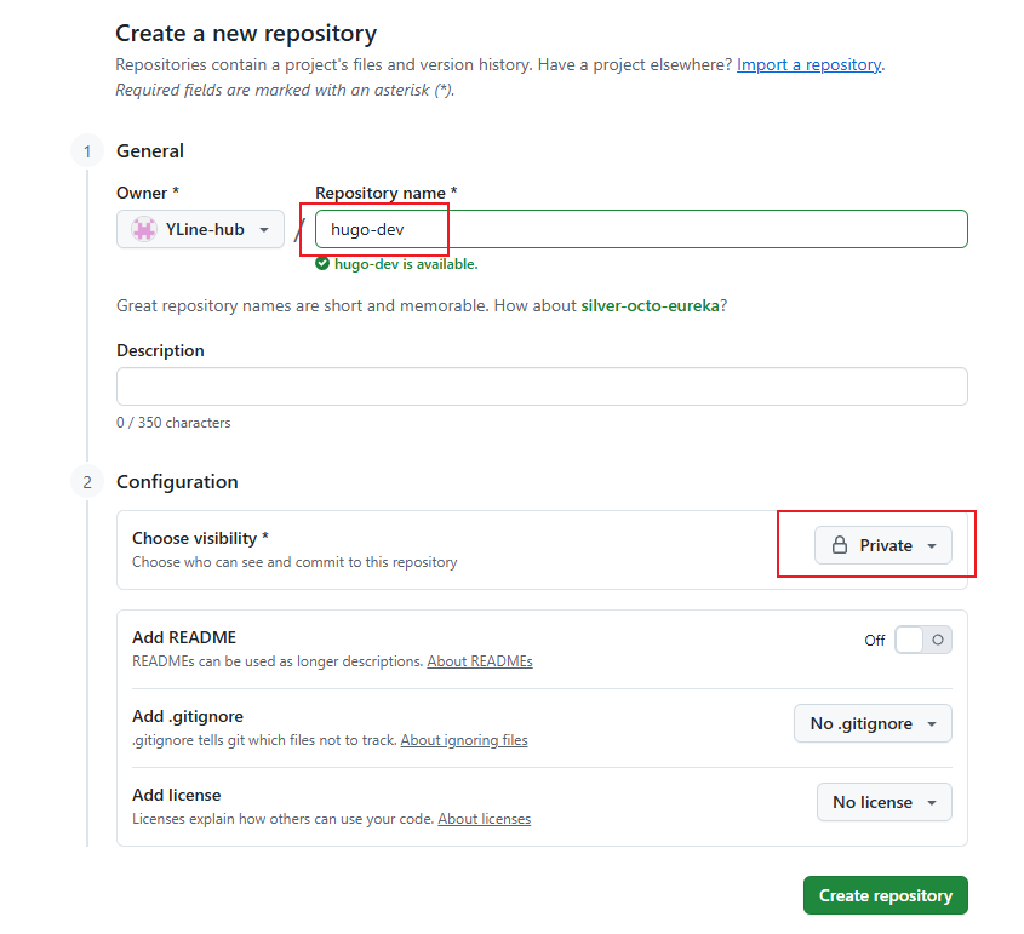 Create a new repository
Repositories contain a project's files and version history. Have a project elsewhere? Import a repository.
Required fields are marked with an asterisk (*).
1 General
Owner * Repository name *
YLine-hub / hugo-dev
hugo-dev is available.
Great repository names are short and memorable. How about silver-octo-eureka?
Description
0 / 350 characters
2 Configuration
Choose visibility *
Choose who can see and commit to this repository
Private
Add README
READMEs can be used as longer descriptions. About READMEs
Off
Add .gitignore
.gitignore tells git which files not to track. About ignoring files
No .gitignore
Add license
Licenses explain how others can use your code. About licenses
No license
Create repository